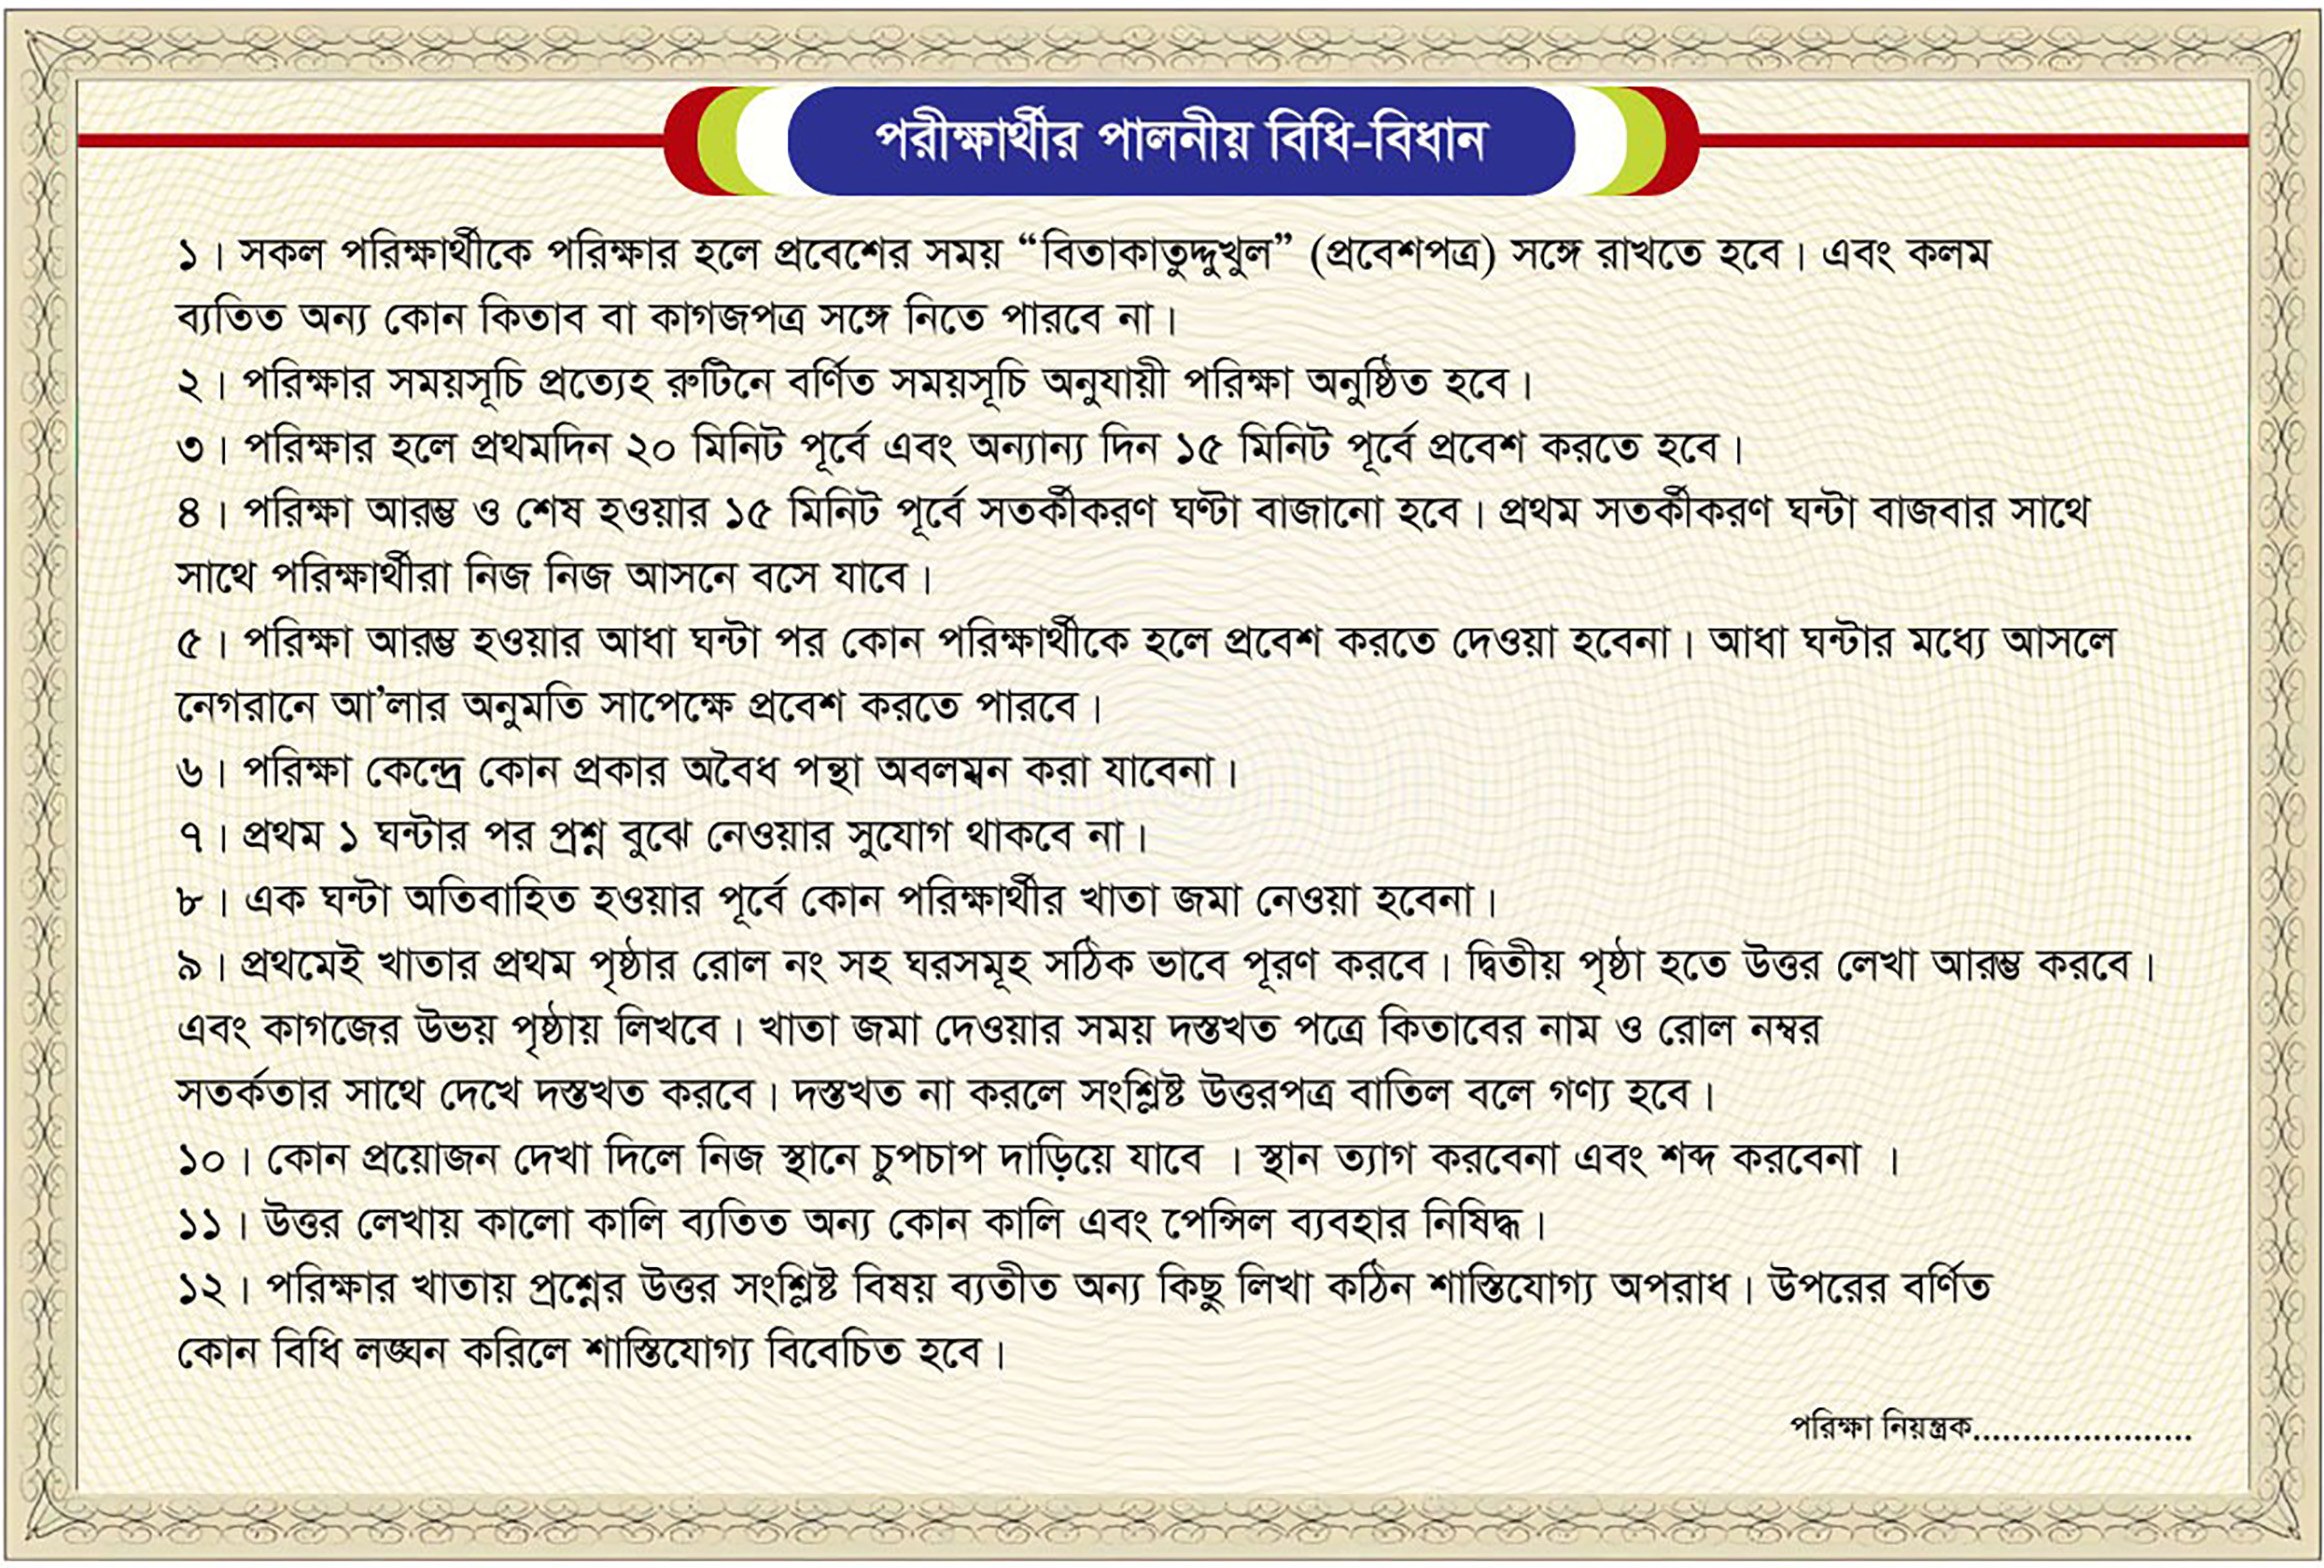 পরীক্ষার্থীর পালনীয় বিধি-বিধান
১। সকল পরিক্ষার্থীকে পরিক্ষার হলে প্রবেশের সময় “বিতাকাতুদ্দুখুল” (প্রবেশপত্র) সঙ্গে রাখতে হবে। এবং কলম
ব্যতিত অন্য কোন কিতাব বা কাগজপত্র সঙ্গে নিতে পারবে না।
২। পরিক্ষার সময়সূচি প্রত্যেহ রুটিনে বর্ণিত সময়সূচি অনুযায়ী পরিক্ষা অনুষ্ঠিত হবে।
৩। পরিক্ষার হলে প্রথমদিন ২০ মিনিট পূর্বে এবং অন্যান্য দিন ১৫ মিনিট পূর্বে প্রবেশ করতে হবে।
৪। পরিক্ষা আরম্ভ ও শেষ হওয়ার ১৫ মিনিট পূর্বে সতর্কীকরণ ঘণ্টা বাজানো হবে। প্রথম সতর্কীকরণ ঘন্টা বাজবার সাথে
সাথে পরিক্ষার্থীরা নিজ নিজ আসনে বসে যাবে।
৫। পরিক্ষা আরম্ভ হওয়ার আধা ঘন্টা পর কোন পরিক্ষার্থীকে হলে প্রবেশ করতে দেওয়া হবেনা। আধা ঘন্টার মধ্যে আসলে
নেগরানে আ’লার অনুমতি সাপেক্ষে প্রবেশ করতে পারবে।
৬। পরিক্ষা কেন্দ্রে কোন প্রকার অবৈধ পন্থা অবলম্বন করা যাবেনা।
৭। প্রথম ১ ঘন্টার পর প্রশ্ন বুঝে নেওয়ার সুযোগ থাকবে না।
৮। এক ঘন্টা অতিবাহিত হওয়ার পূর্বে কোন পরিক্ষার্থীর খাতা জমা নেওয়া হবেনা।
৯। প্রথমেই খাতার প্রথম পৃষ্ঠার রোল নং সহ ঘরসমূহ সঠিক ভাবে পূরণ করবে। দ্বিতীয় পৃষ্ঠা হতে উত্তর লেখা আরম্ভ করবে।
এবং কাগজের উভয় পৃষ্ঠায় লিখবে। খাতা জমা দেওয়ার সময় দস্তখত পত্রে কিতাবের নাম ও রোল নম্বর
সতর্কতার সাথে দেখে দস্তখত করবে। দস্তখত না করলে সংশ্লিষ্ট উত্তরপত্র বাতিল বলে গণ্য হবে।
১০। কোন প্রয়োজন দেখা দিলে নিজ স্থানে চুপচাপ দাড়িয়ে যাবে । স্থান ত্যাগ করবেনা এবং শব্দ করবেনা ।
১১। উত্তর লেখায় কালো কালি ব্যতিত অন্য কোন কালি এবং পেন্সিল ব্যবহার নিষিদ্ধ।
১২। পরিক্ষার খাতায় প্রশ্নের উত্তর সংশ্লিষ্ট বিষয় ব্যতীত অন্য কিছু লিখা কঠিন শাস্তিযোগ্য অপরাধ। উপরের বর্ণিত
কোন বিধি লঙ্ঘন করিলে শাস্তিযোগ্য বিবেচিত হবে।
পরিক্ষা নিয়ন্ত্রক......................